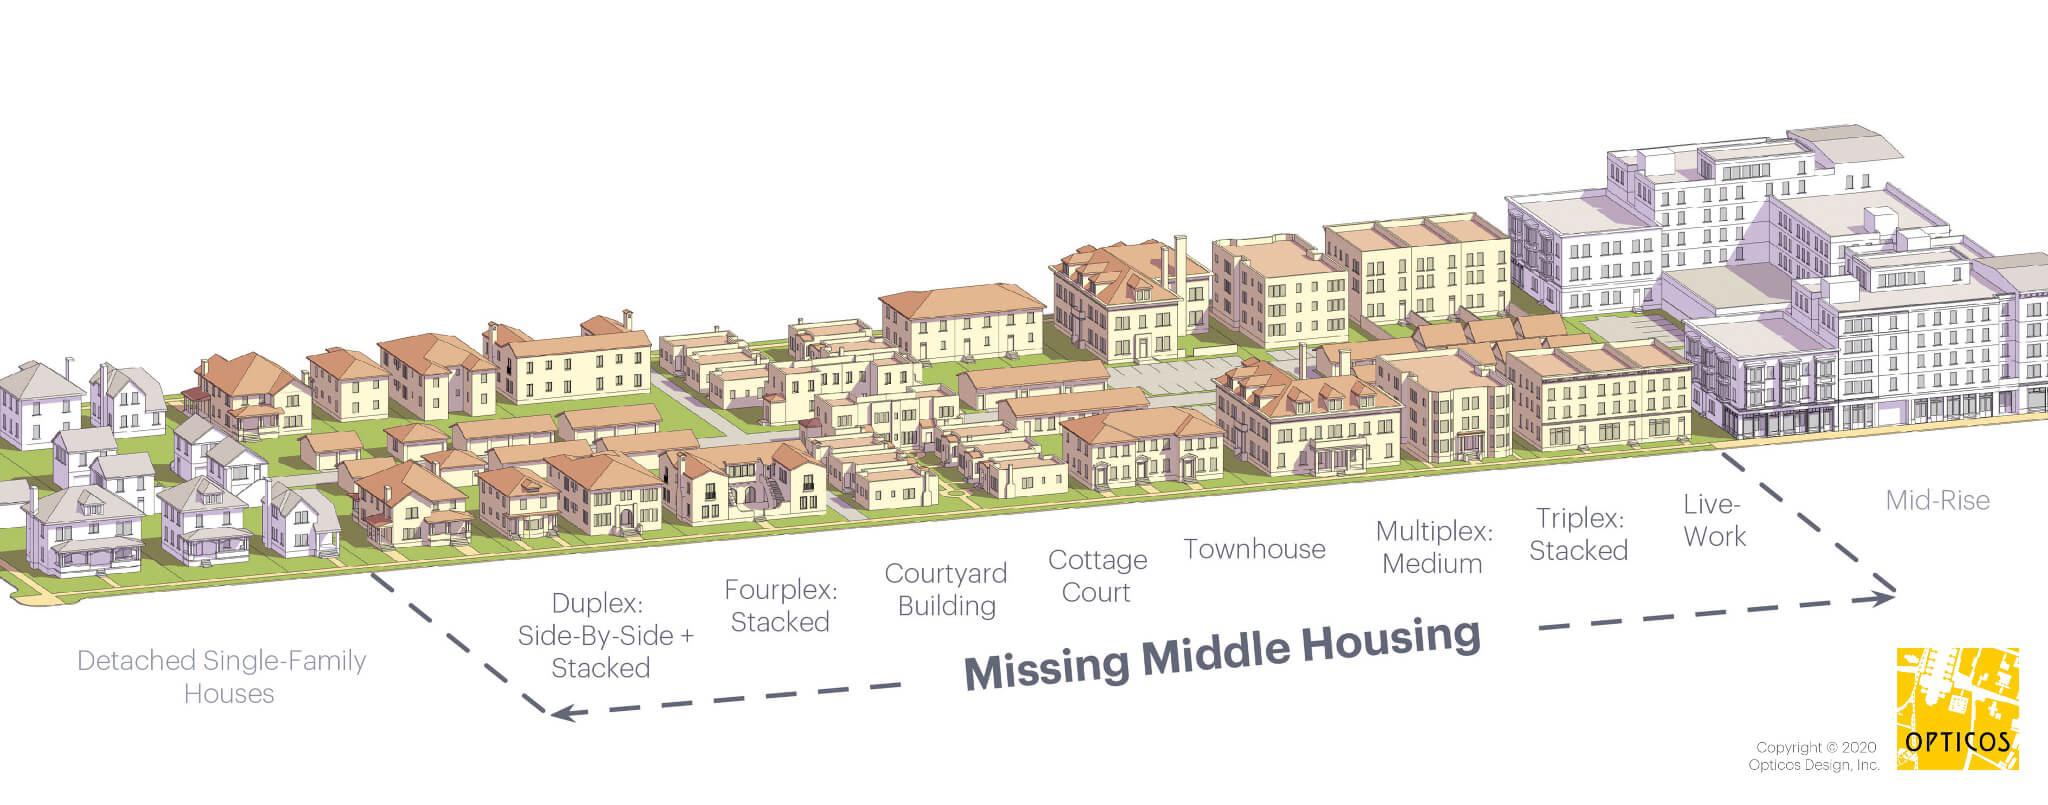 Detached Single-Family
Houses
Duplex:
Side-By-Side +
Stacked
Fourplex:
Stacked
Courtyard
Building
Cottage
Court
Townhouse
Multiplex:
Medium
Triplex:
Stacked
Live-
Work
Mid-Rise
Missing Middle Housing
Copyright © 2020
Opticos Design, Inc.
OPTICOS